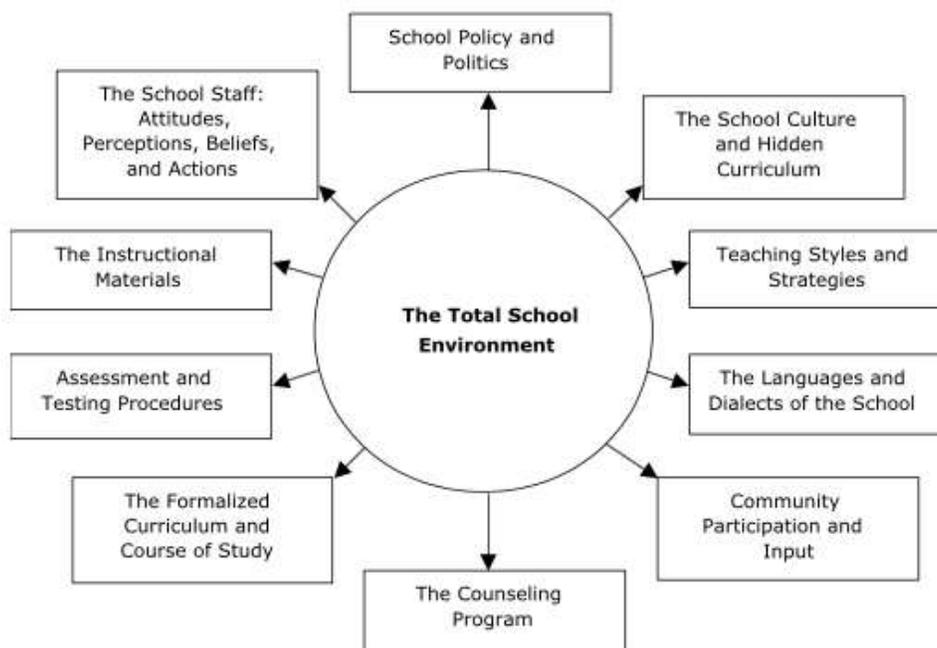 School Policy and
Politics
The School Staff:
Attitudes,
Perceptions, Beliefs,
and Actions
The School Culture
and Hidden
Curriculum
The Instructional
Materials
Teaching Styles and
Strategies
The Total School
Environment
Assessment and
Testing Procedures
The Languages and
Dialects of the School
The Formalized
Curriculum and
Course of Study
Community
Participation and
Input
The Counseling
Program